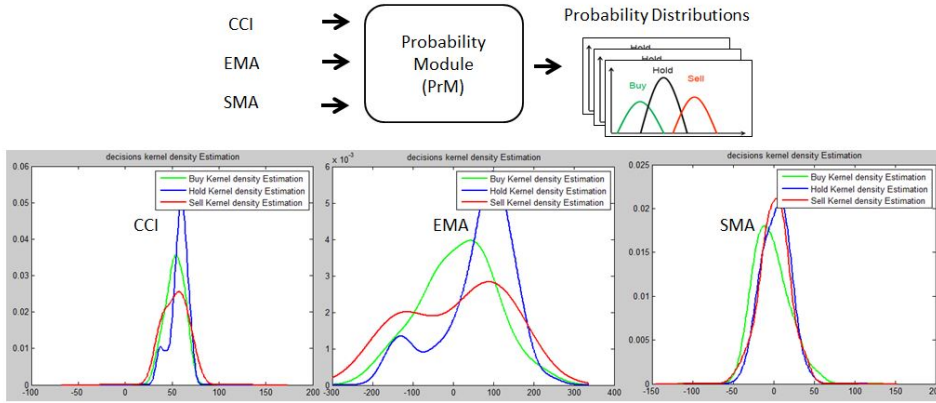 Probability Distributions
CCI
EMA
SMA
Probability
Module
(PrM)
Hold
Hold
Hold
Buy
Sell
decisions kernel density Estimation
Buy Kernel density Estimation
Hold Kernel density Estimation
Sell Kernel density Estimation
CCI
0.06
0.05
0.04
0.03
0.02
0.01
0
-100 -50 0 50 100 150 200
decisions kernel density Estimation
Buy Kernel density Estimation
Hold Kernel density Estimation
Sell Kernel density Estimation
EMA
6 × 10⁻³
5
4
3
2
1
0
-300 -200 -100 0 100 200 300 400
decisions kernel density Estimation
Buy Kernel density Estimation
Hold Kernel density Estimation
Sell Kernel density Estimation
SMA
0.025
0.02
0.015
0.01
0.005
0
-150 -100 -50 0 50 100 150